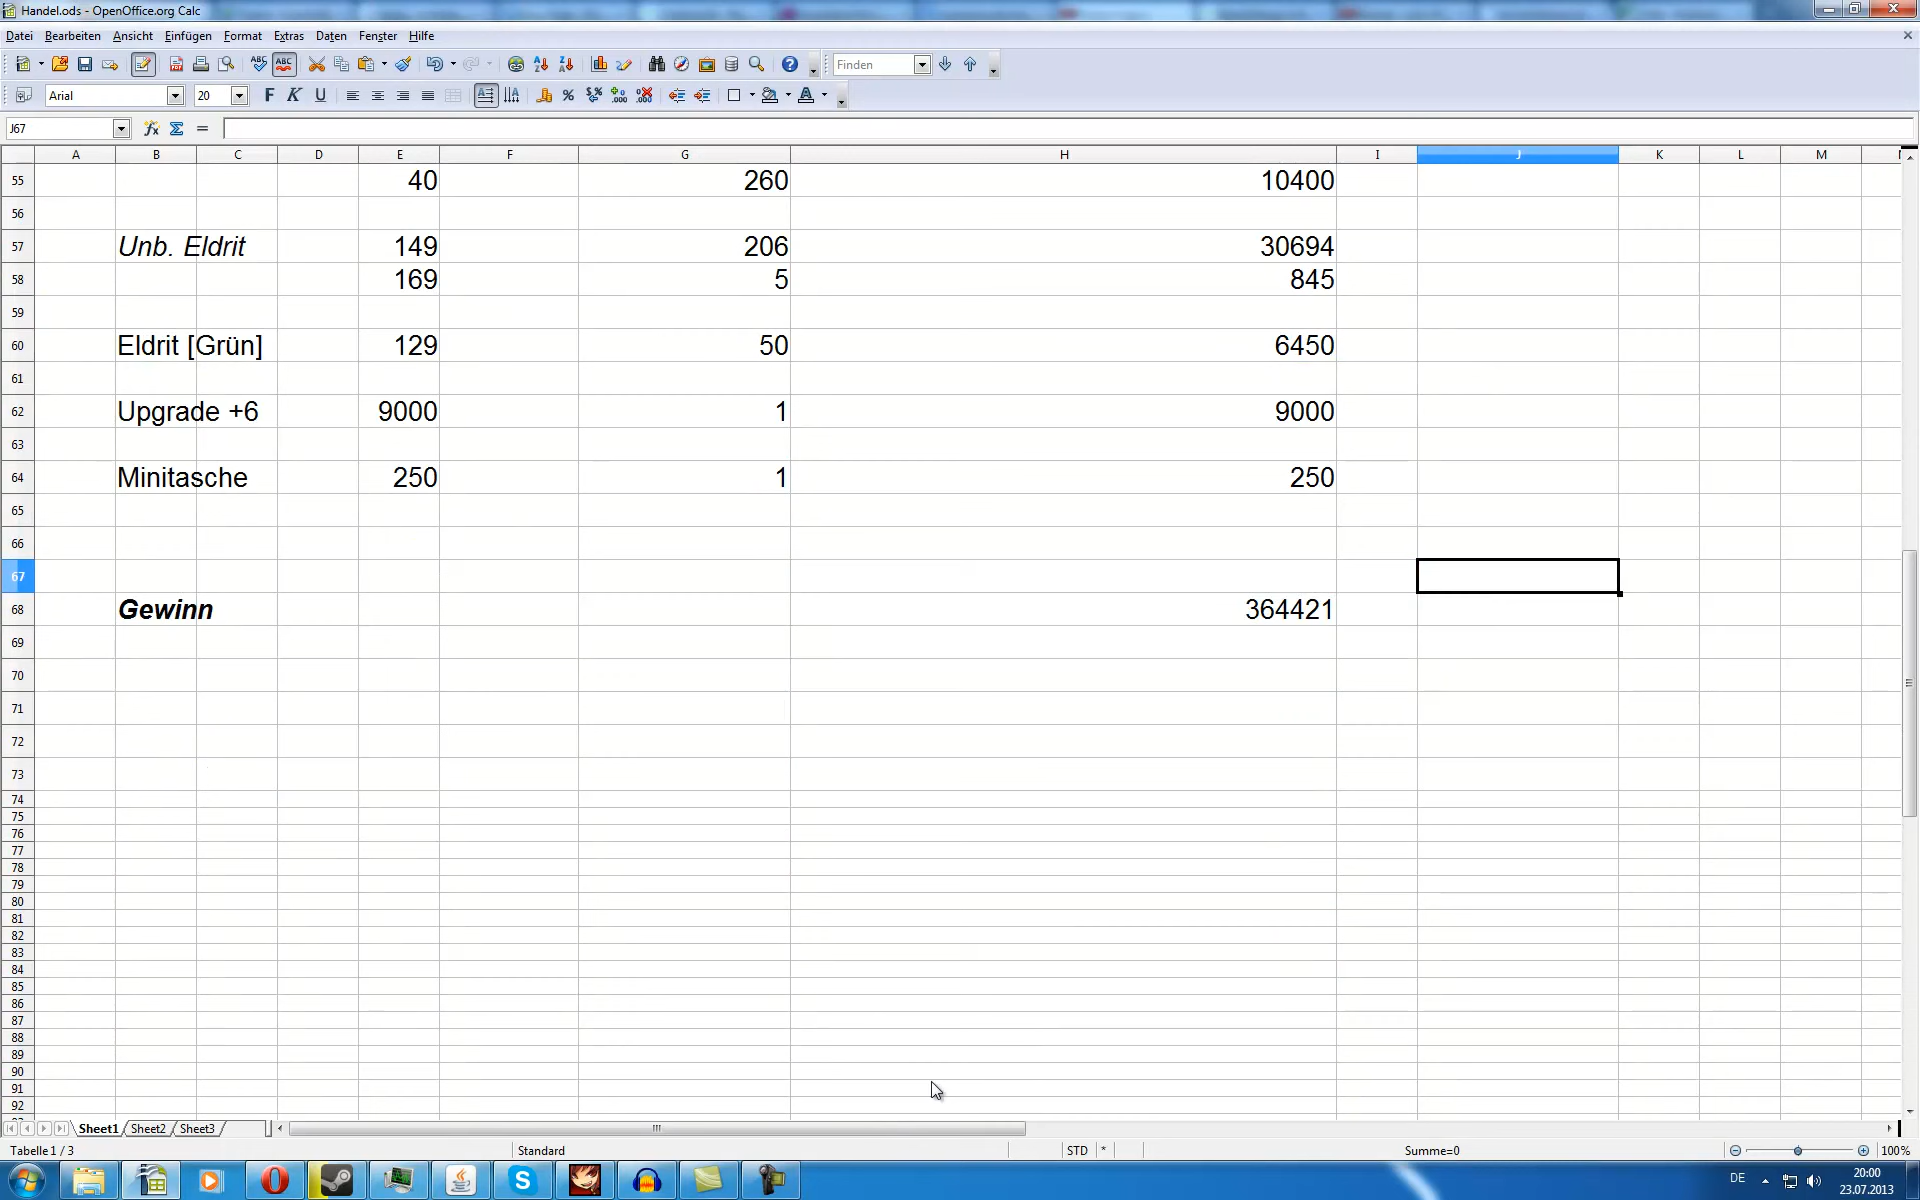 Handel.ods - OpenOffice.org Calc
Datei Bearbeiten Ansicht Einfügen Format Extras Daten Fenster Hilfe
Finden
Arial 20 F K U
J67
A B C D E F G H I J K L M
55 40 260 10400
56
57 Unb. Eldrit 149 206 30694
58 169 5 845
59
60 Eldrit [Grün] 129 50 6450
61
62 Upgrade +6 9000 1 9000
63
64 Minitasche 250 1 250
65
66
67
68 Gewinn 364421
69
70
71
72
73
74
75
76
77
78
79
80
81
82
83
84
85
86
87
88
89
90
91
92
Sheet1 Sheet2 Sheet3
Tabelle 1 / 3 Standard STD * Summe=0 100%
DE 20:00
23.07.2013